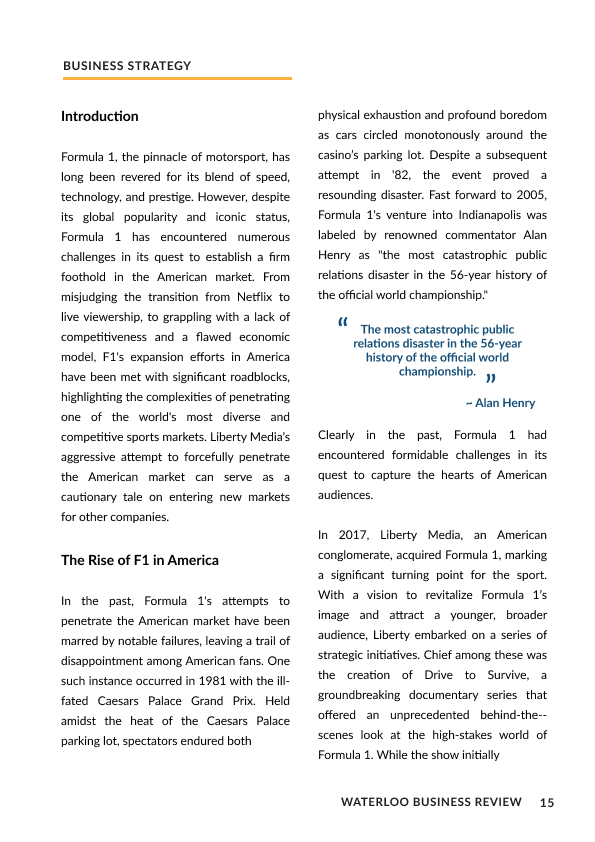 BUSINESS STRATEGY
Introduction
Formula 1, the pinnacle of motorsport, has
long been revered for its blend of speed,
technology, and prestige. However, despite
its global popularity and iconic status,
Formula 1 has encountered numerous
challenges in its quest to establish a firm
foothold in the American market. From
misjudging the transition from Netflix to
live viewership, to grappling with a lack of
competitiveness and a flawed economic
model, F1's expansion efforts in America
have been met with significant roadblocks,
highlighting the complexities of penetrating
one of the world's most diverse and
competitive sports markets. Liberty Media's
aggressive attempt to forcefully penetrate
the American market can serve as a
cautionary tale on entering new markets
for other companies.
The Rise of F1 in America
In the past, Formula 1's attempts to
penetrate the American market have been
marred by notable failures, leaving a trail of
disappointment among American fans. One
such instance occurred in 1981 with the ill-
fated Caesars Palace Grand Prix. Held
amidst the heat of the Caesars Palace
parking lot, spectators endured both
physical exhaustion and profound boredom
as cars circled monotonously around the
casino's parking lot. Despite a subsequent
attempt in '82, the event proved a
resounding disaster. Fast forward to 2005,
Formula 1's venture into Indianapolis was
labeled by renowned commentator Alan
Henry as "the most catastrophic public
relations disaster in the 56-year history of
the official world championship."
“ The most catastrophic public
relations disaster in the 56-year
history of the official world
championship. ”
~ Alan Henry
Clearly in the past, Formula 1 had
encountered formidable challenges in its
quest to capture the hearts of American
audiences.
In 2017, Liberty Media, an American
conglomerate, acquired Formula 1, marking
a significant turning point for the sport.
With a vision to revitalize Formula 1's
image and attract a younger, broader
audience, Liberty embarked on a series of
strategic initiatives. Chief among these was
the creation of Drive to Survive, a
groundbreaking documentary series that
offered an unprecedented behind-the--
scenes look at the high-stakes world of
Formula 1. While the show initially
WATERLOO BUSINESS REVIEW 15